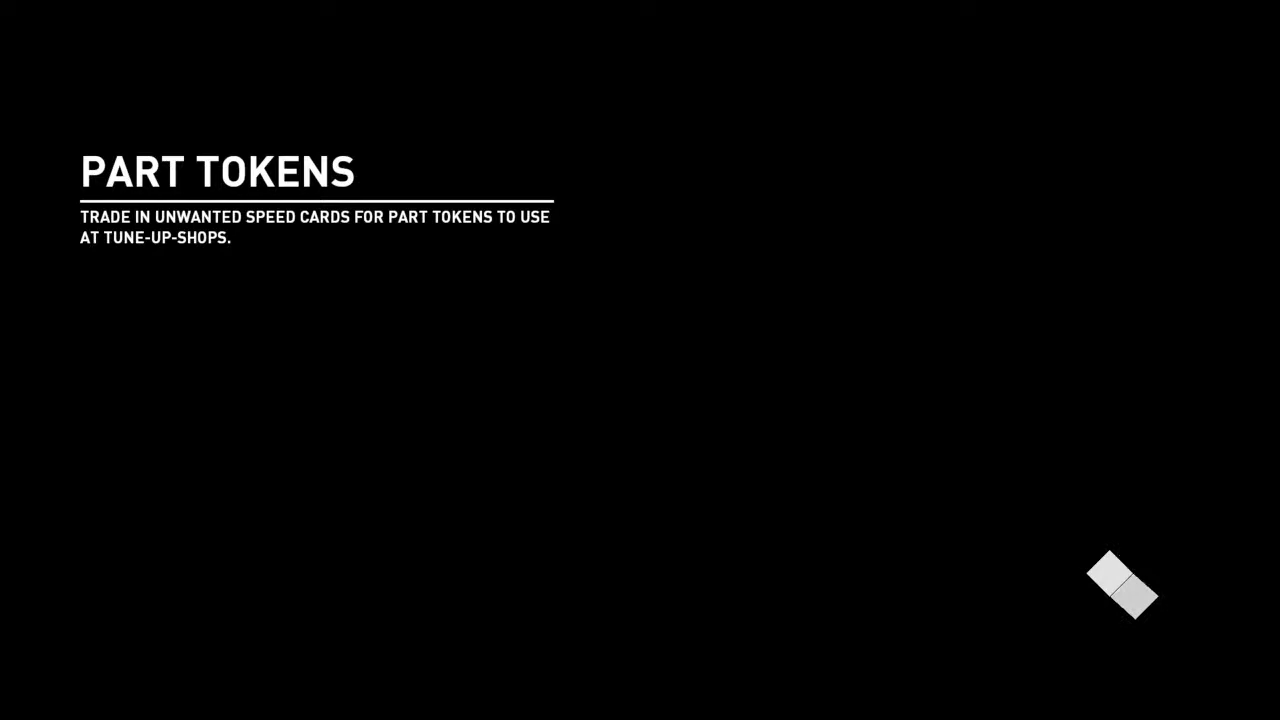 PART TOKENS
TRADE IN UNWANTED SPEED CARDS FOR PART TOKENS TO USE
AT TUNE-UP-SHOPS.